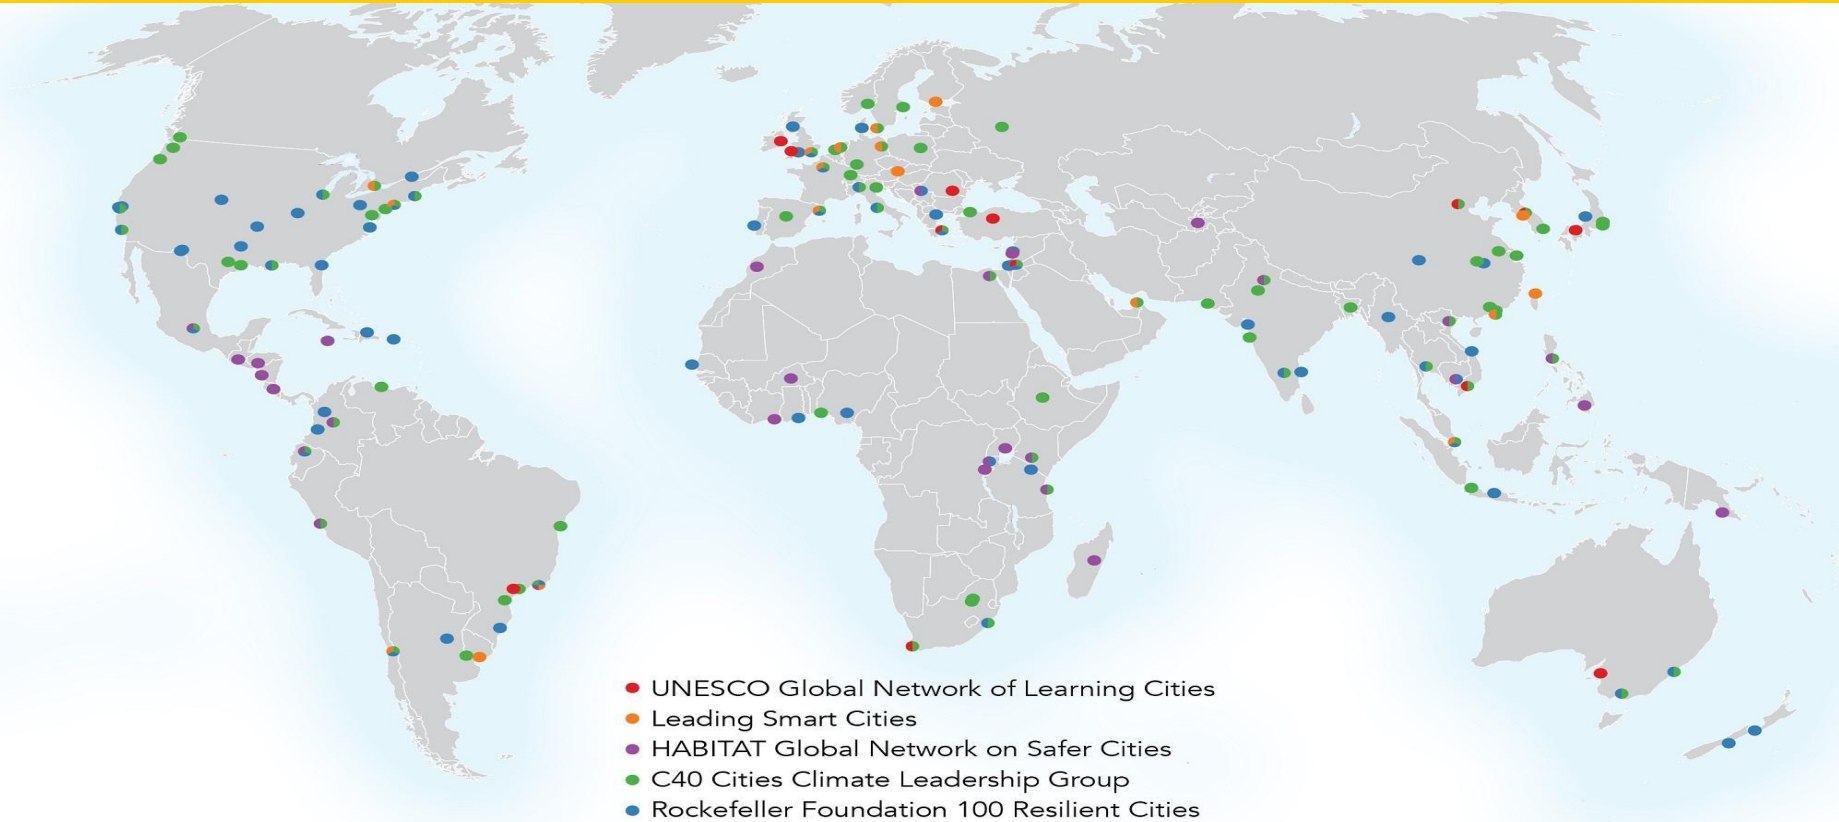 UNESCO Global Network of Learning Cities
Leading Smart Cities
HABITAT Global Network on Safer Cities
C40 Cities Climate Leadership Group
Rockefeller Foundation 100 Resilient Cities